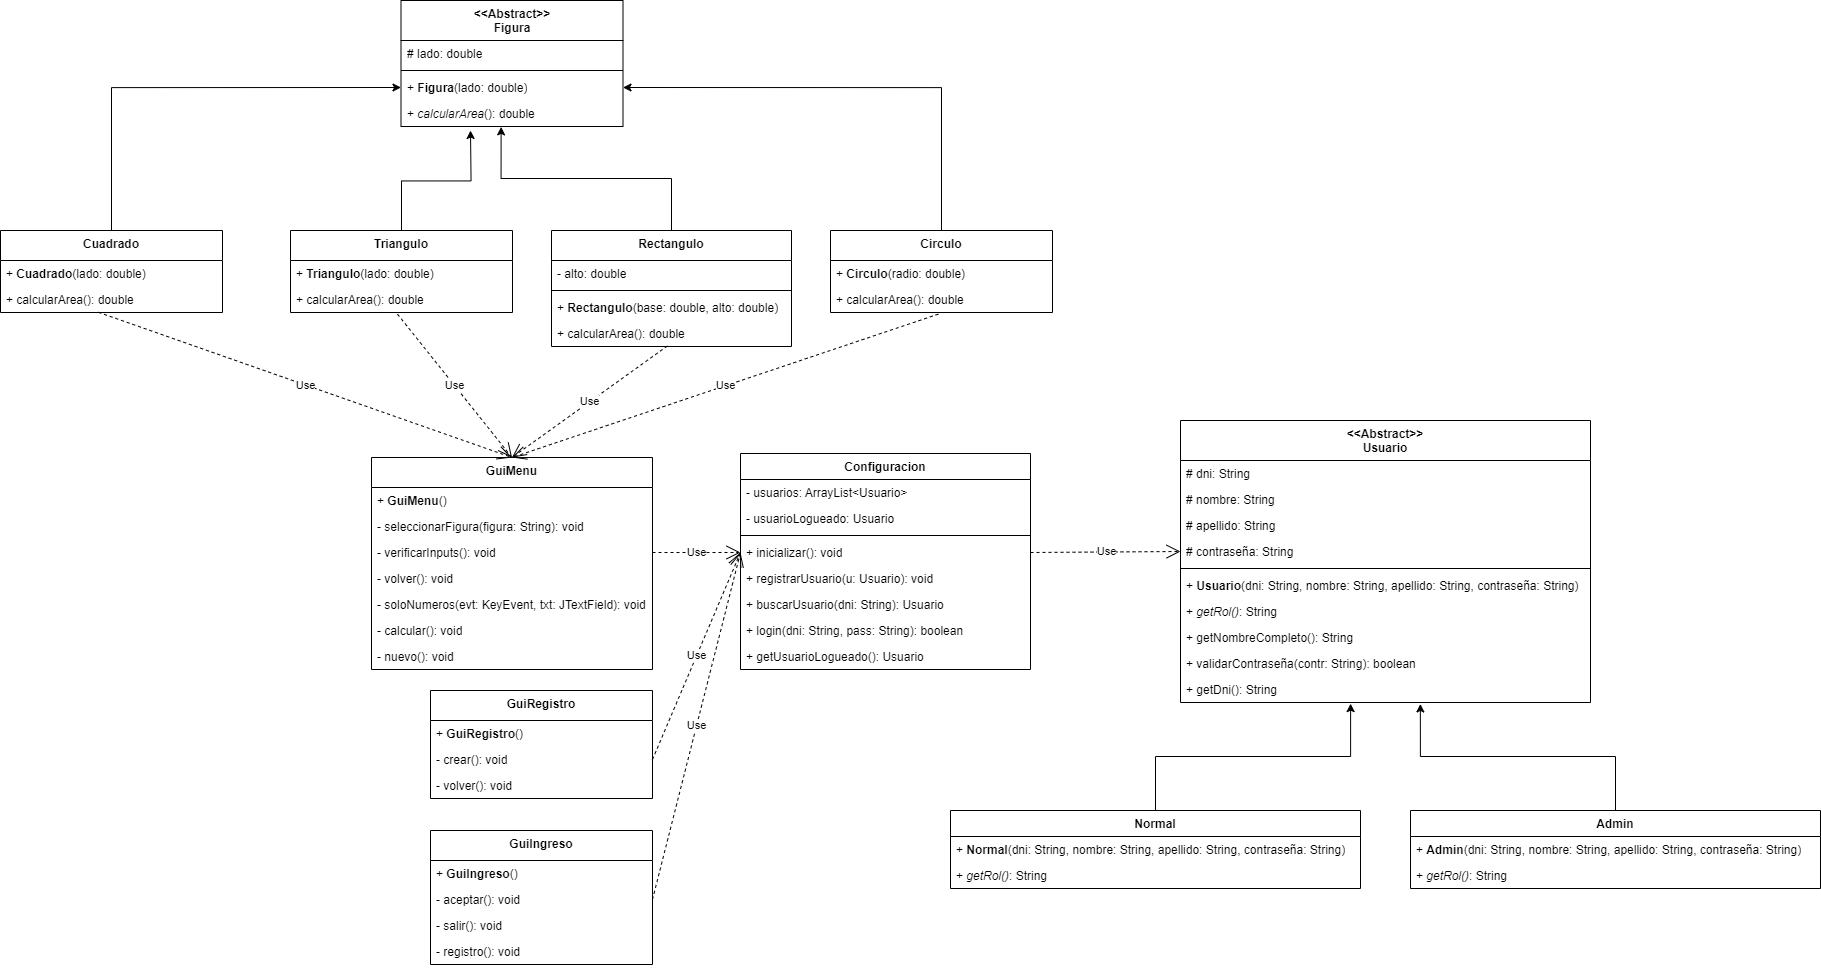 <<Abstract>>
Figura
# lado: double
+ Figura(lado: double)
+ calcularArea(): double
Cuadrado
+ Cuadrado(lado: double)
+ calcularArea(): double
Triangulo
+ Triangulo(lado: double)
+ calcularArea(): double
Rectangulo
- alto: double
+ Rectangulo(base: double, alto: double)
+ calcularArea(): double
Circulo
+ Circulo(radio: double)
+ calcularArea(): double
Use
Use
Use
Use
GuiMenu
+ GuiMenu()
- seleccionarFigura(figura: String): void
- verificarInputs(): void
- volver(): void
- soloNumeros(evt: KeyEvent, txt: JTextField): void
- calcular(): void
- nuevo(): void
Use
Configuracion
- usuarios: ArrayList<Usuario>
- usuarioLogueado: Usuario
+ inicializar(): void
+ registrarUsuario(u: Usuario): void
+ buscarUsuario(dni: String): Usuario
+ login(dni: String, pass: String): boolean
+ getUsuarioLogueado(): Usuario
Use
<<Abstract>>
Usuario
# dni: String
# nombre: String
# apellido: String
# contraseña: String
+ Usuario(dni: String, nombre: String, apellido: String, contraseña: String)
+ getRol(): String
+ getNombreCompleto(): String
+ validarContraseña(contr: String): boolean
+ getDni(): String
Use
Use
GuiRegistro
+ GuiRegistro()
- crear(): void
- volver(): void
GuiIngreso
+ GuiIngreso()
- aceptar(): void
- salir(): void
- registro(): void
Normal
+ Normal(dni: String, nombre: String, apellido: String, contraseña: String)
+ getRol(): String
Admin
+ Admin(dni: String, nombre: String, apellido: String, contraseña: String)
+ getRol(): String